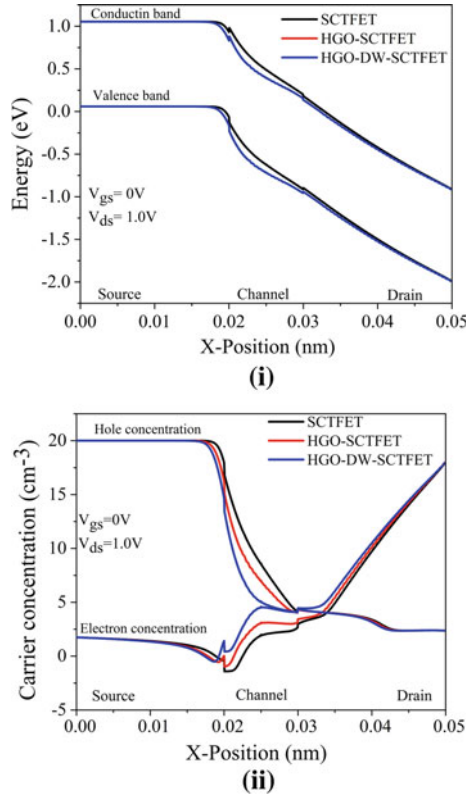 Conductin band
SCTFET
HGO-SCTFET
HGO-DW-SCTFET
Valence band
V_gs= 0V
V_ds= 1.0V
Source Channel Drain
1.0
0.5
0.0
-0.5
-1.0
-1.5
-2.0
Energy (eV)
0.00 0.01 0.02 0.03 0.04 0.05
X-Position (nm)
(i)
Hole concentration
SCTFET
HGO-SCTFET
HGO-DW-SCTFET
V_gs=0V
V_ds=1.0V
Electron concentration
Source Channel Drain
20
15
10
5
0
-5
Carrier concentration (cm⁻³)
0.00 0.01 0.02 0.03 0.04 0.05
X-Position (nm)
(ii)